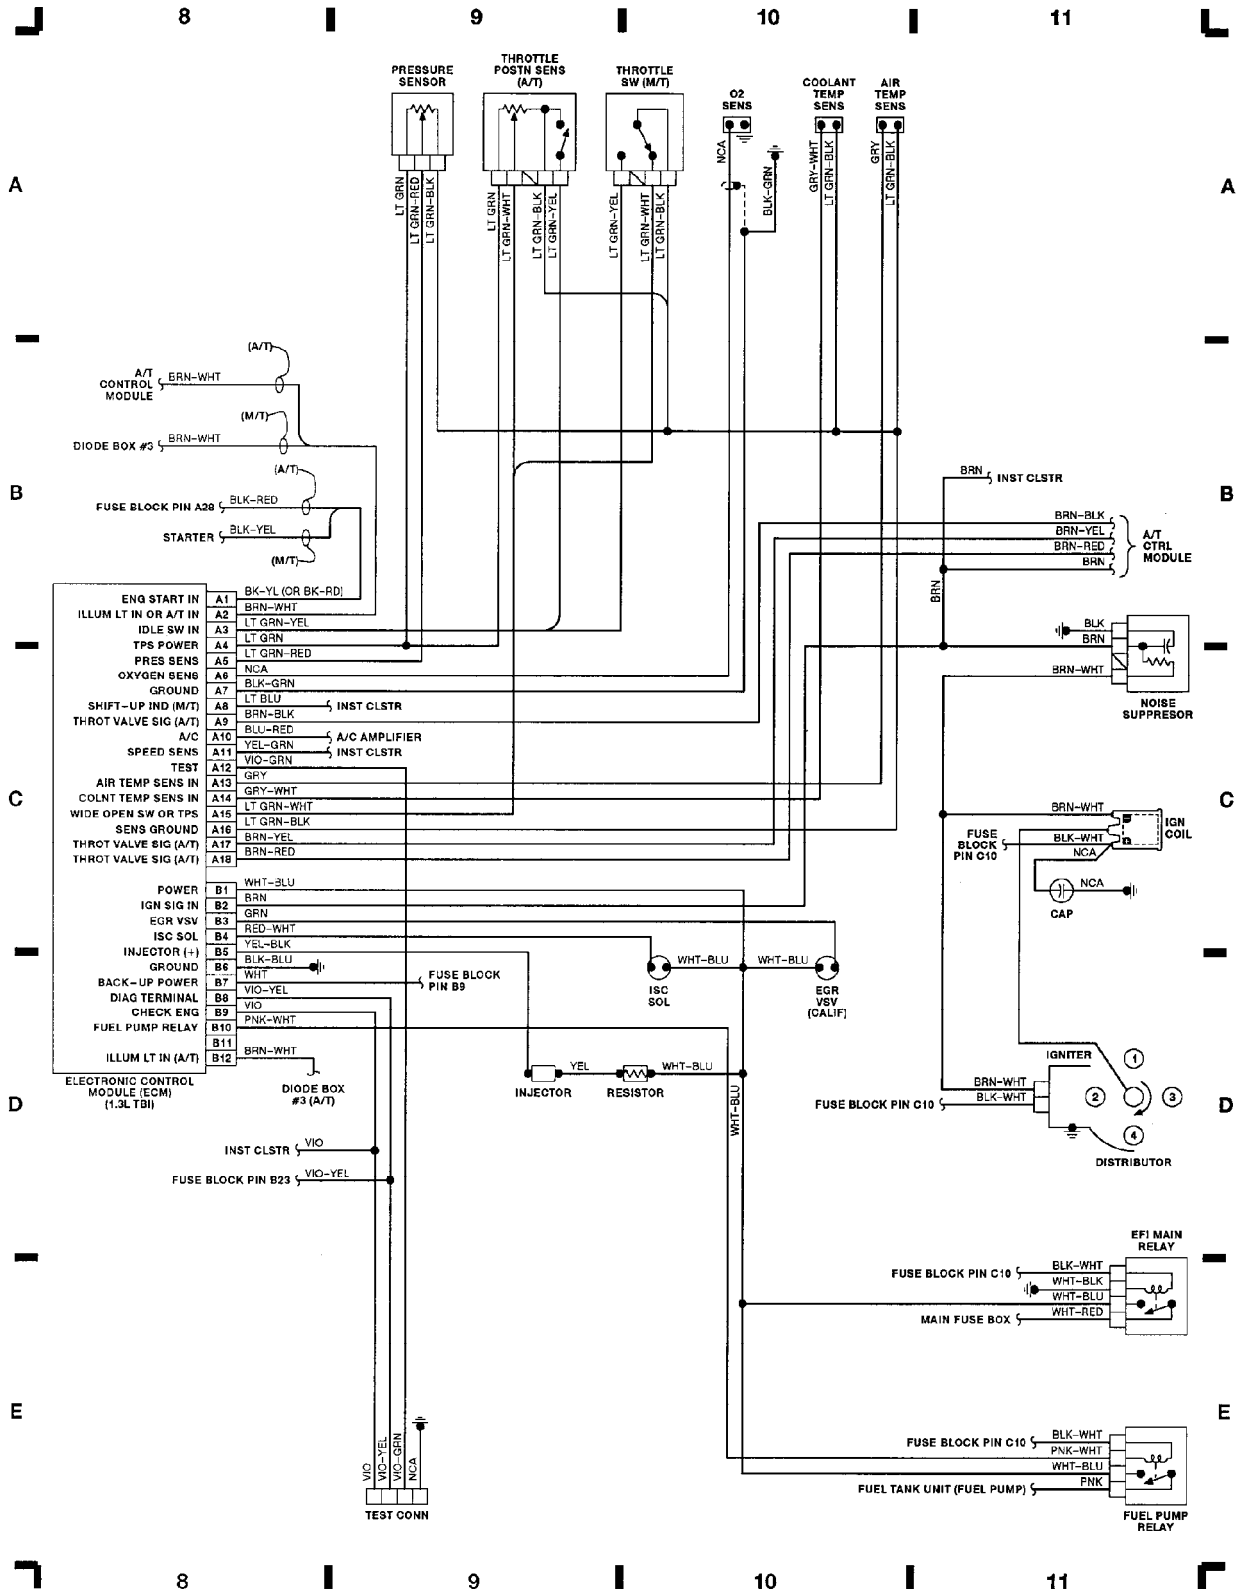 8 9 10 11
PRESSURE
SENSOR
THROTTLE
POSTN SENS
(A/T)
THROTTLE
SW (M/T)
O2
SENS
COOLANT
TEMP
SENS
AIR
TEMP
SENS
A
A
LT GRN
LT GRN-RED
LT GRN-BLK
LT GRN
LT GRN-WHT
LT GRN-BLK
LT GRN-YEL
LT GRN-YEL
LT GRN-WHT
LT GRN-BLK
NCA
BLK-GRN
GRY-WHT
LT GRN-BLK
GRY
LT GRN-BLK
(A/T)
A/T
CONTROL
MODULE
BRN-WHT
(M/T)
DIODE BOX #3
BRN-WHT
(A/T)
B
B
FUSE BLOCK PIN A28
BLK-RED
STARTER
BLK-YEL
(M/T)
BRN
INST CLSTR
BRN-BLK
BRN-YEL
BRN-RED
BRN
A/T
CTRL
MODULE
BRN
ENG START IN A1 BK-YL (OR BK-RD)
ILLUM LT IN OR A/T IN A2 BRN-WHT
IDLE SW IN A3 LT GRN-YEL
TPS POWER A4 LT GRN
PRES SENS A5 LT GRN-RED
OXYGEN SENS A6 NCA
GROUND A7 BLK-GRN
SHIFT-UP IND (M/T) A8 LT BLU INST CLSTR
THROT VALVE SIG (A/T) A9 BRN-BLK
A/C A10 BLU-RED A/C AMPLIFIER
SPEED SENS A11 YEL-GRN INST CLSTR
TEST A12 VIO-GRN
AIR TEMP SENS IN A13 GRY
COLNT TEMP SENS IN A14 GRY-WHT
WIDE OPEN SW OR TPS A15 LT GRN-WHT
SENS GROUND A16 LT GRN-BLK
THROT VALVE SIG (A/T) A17 BRN-YEL
THROT VALVE SIG (A/T) A18 BRN-RED
BLK
BRN
BRN-WHT
NOISE
SUPPRESOR
C
C
BRN-WHT
IGN
COIL
FUSE
BLOCK
PIN C10
BLK-WHT
NCA
NCA
CAP
POWER B1 WHT-BLU
IGN SIG IN B2 BRN
EGR VSV B3 GRN
ISC SOL B4 RED-WHT
INJECTOR (+) B5 YEL-BLK
GROUND B6 BLK-BLU
BACK-UP POWER B7 WHT
FUSE BLOCK
PIN B9
DIAG TERMINAL B8 VIO-YEL
CHECK ENG B9 VIO
FUEL PUMP RELAY B10 PNK-WHT
B11
ILLUM LT IN (A/T) B12 BRN-WHT
DIODE BOX
#3 (A/T)
ELECTRONIC CONTROL
MODULE (ECM)
(1.3L TBI)
WHT-BLU
WHT-BLU
ISC
SOL
EGR
VSV
(CALIF)
YEL
WHT-BLU
INJECTOR
RESISTOR
WHT-BLU
IGNITER
1
2
3
4
BRN-WHT
FUSE BLOCK PIN C10
BLK-WHT
DISTRIBUTOR
D
D
INST CLSTR
VIO
FUSE BLOCK PIN B23
VIO-YEL
EFI MAIN
RELAY
FUSE BLOCK PIN C10
BLK-WHT
WHT-BLK
WHT-BLU
MAIN FUSE BOX
WHT-RED
E
E
VIO
VIO-YEL
VIO-GRN
NCA
TEST CONN
FUSE BLOCK PIN C10
BLK-WHT
PNK-WHT
WHT-BLU
FUEL TANK UNIT (FUEL PUMP)
PNK
FUEL PUMP
RELAY
8 9 10 11